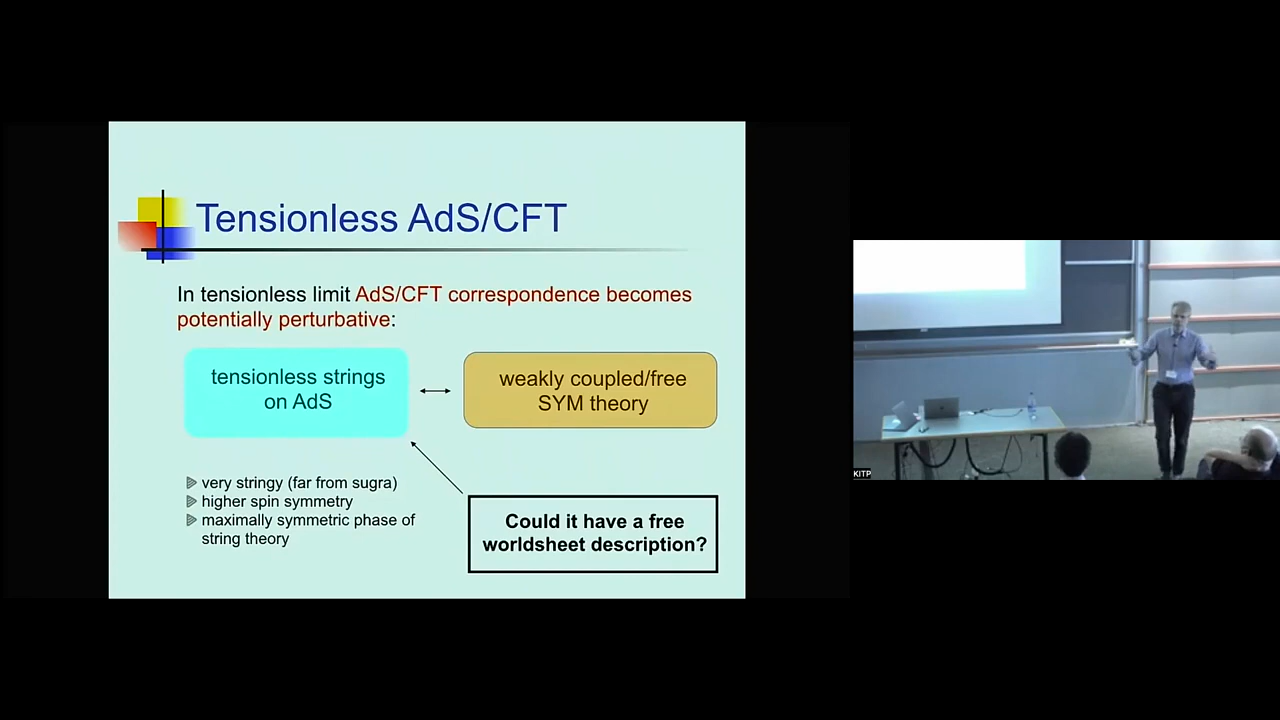 Tensionless AdS/CFT
In tensionless limit AdS/CFT correspondence becomes
potentially perturbative:
tensionless strings
on AdS
weakly coupled/free
SYM theory
very stringy (far from sugra)
higher spin symmetry
maximally symmetric phase of
string theory
Could it have a free
worldsheet description?
KITP